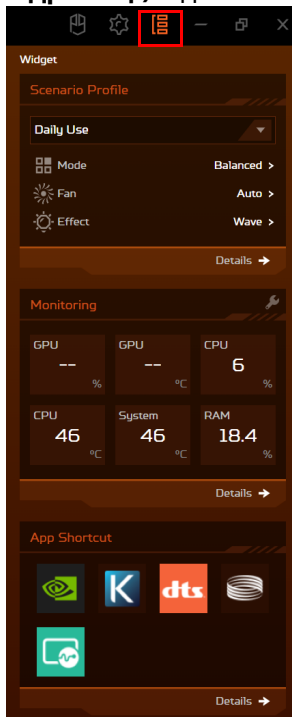 Widget
Scenario Profile
Daily Use
Mode Balanced >
Fan Auto >
Effect Wave >
Details →
Monitoring
GPU GPU CPU
-- -- 6
% °C %
CPU System RAM
46 46 18.4
°C °C %
Details →
App Shortcut
K dts
Details →